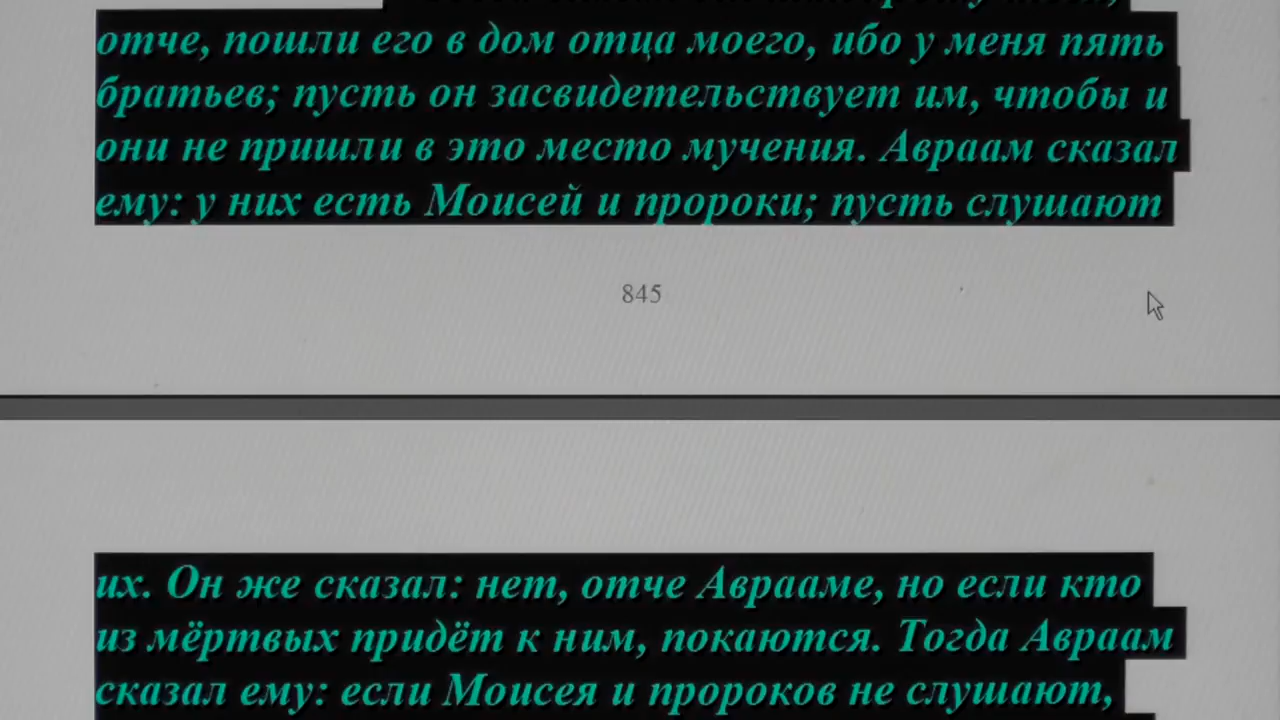 отче, пошли его в дом отца моего, ибо у меня пять
братьев; пусть он засвидетельствует им, чтобы и
они не пришли в это место мучения. Авраам сказал
ему: у них есть Моисей и пророки; пусть слушают
845
их. Он же сказал: нет, отче Аврааме, но если кто
из мёртвых придёт к ним, покаются. Тогда Авраам
сказал ему: если Моисея и пророков не слушают,